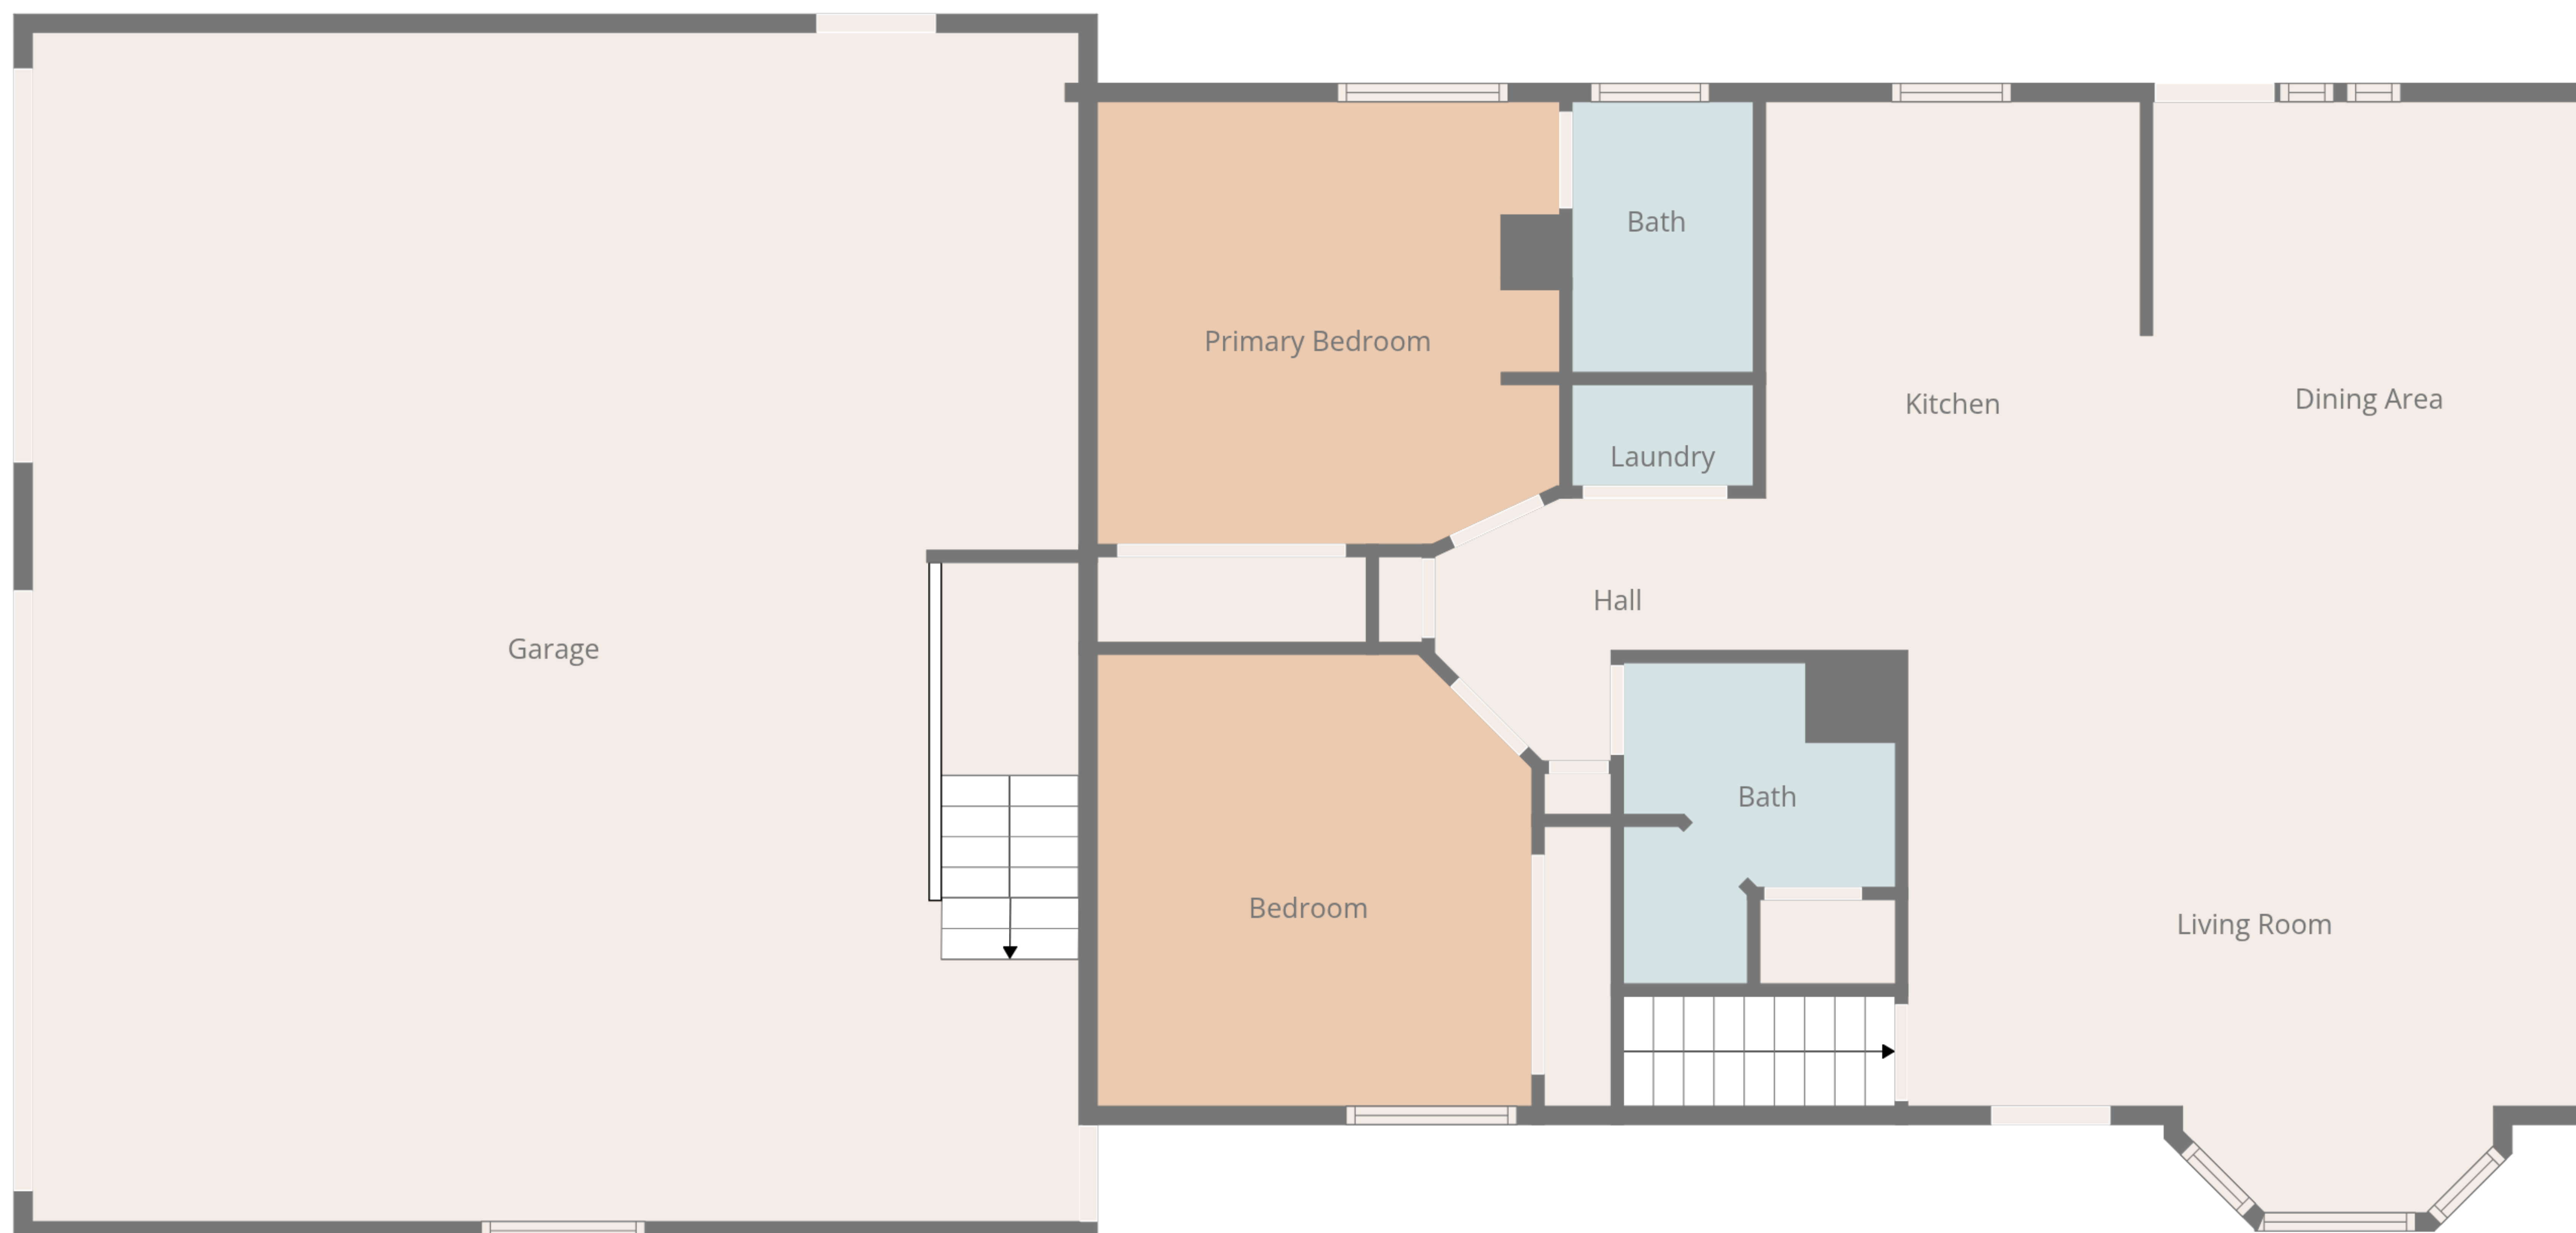 Bath
Primary Bedroom
Kitchen
Dining Area
Laundry
Hall
Garage
Bath
Bedroom
Living Room